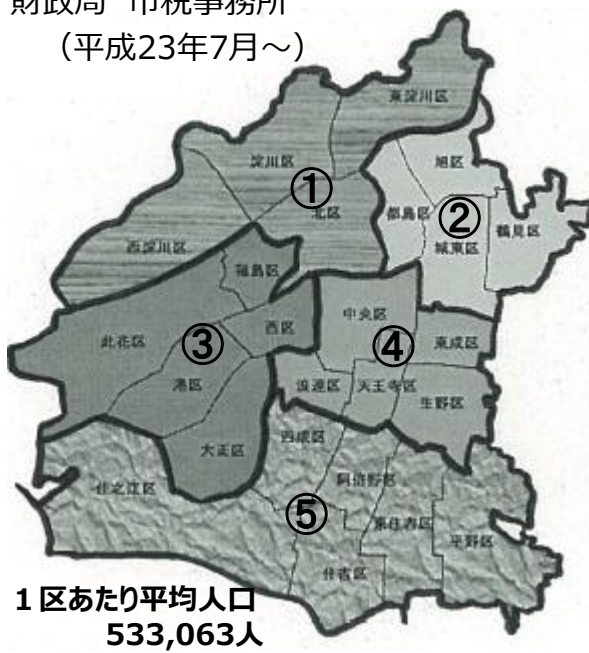 財政局 市税事務所
（平成23年7月～）
東淀川区
淀川区
①
旭区
北区
都島区
②
鶴見区
西淀川区
城東区
福島区
中央区
西区
此花区
③
④
東成区
港区
浪速区
天王寺区
生野区
大正区
西成区
阿倍野区
住之江区
⑤
東住吉区
平野区
住吉区
１区あたり平均人口
533,063人